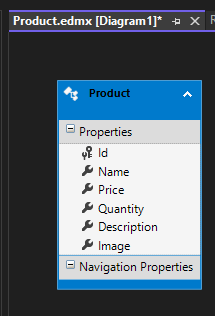 Product.edmx [Diagram1]*
Product
Properties
Id
Name
Price
Quantity
Description
Image
Navigation Properties